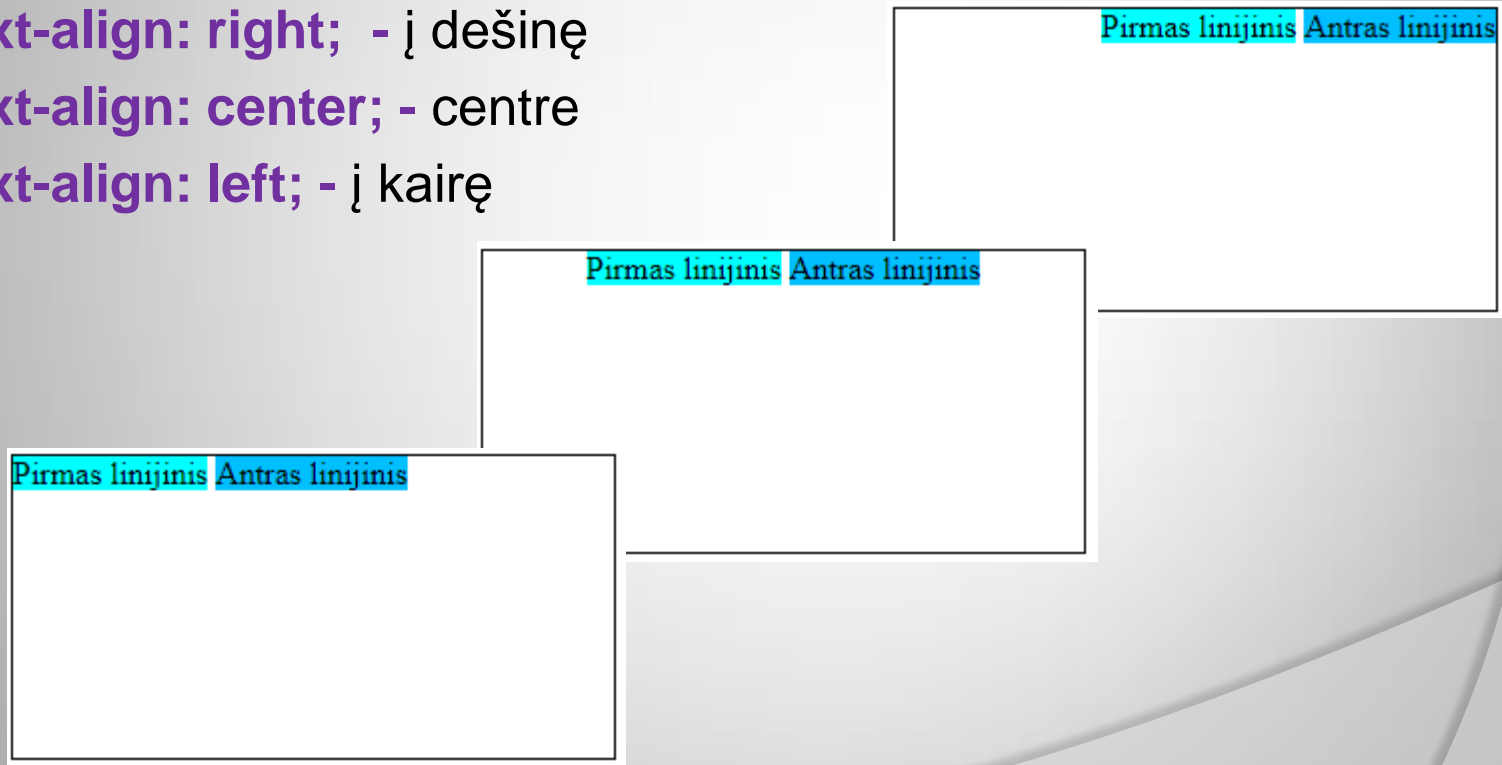 xt-align: right; - į dešinę
xt-align: center; - centre
xt-align: left; - į kairę
Pirmas linijinis Antras linijinis
Pirmas linijinis Antras linijinis
Pirmas linijinis Antras linijinis